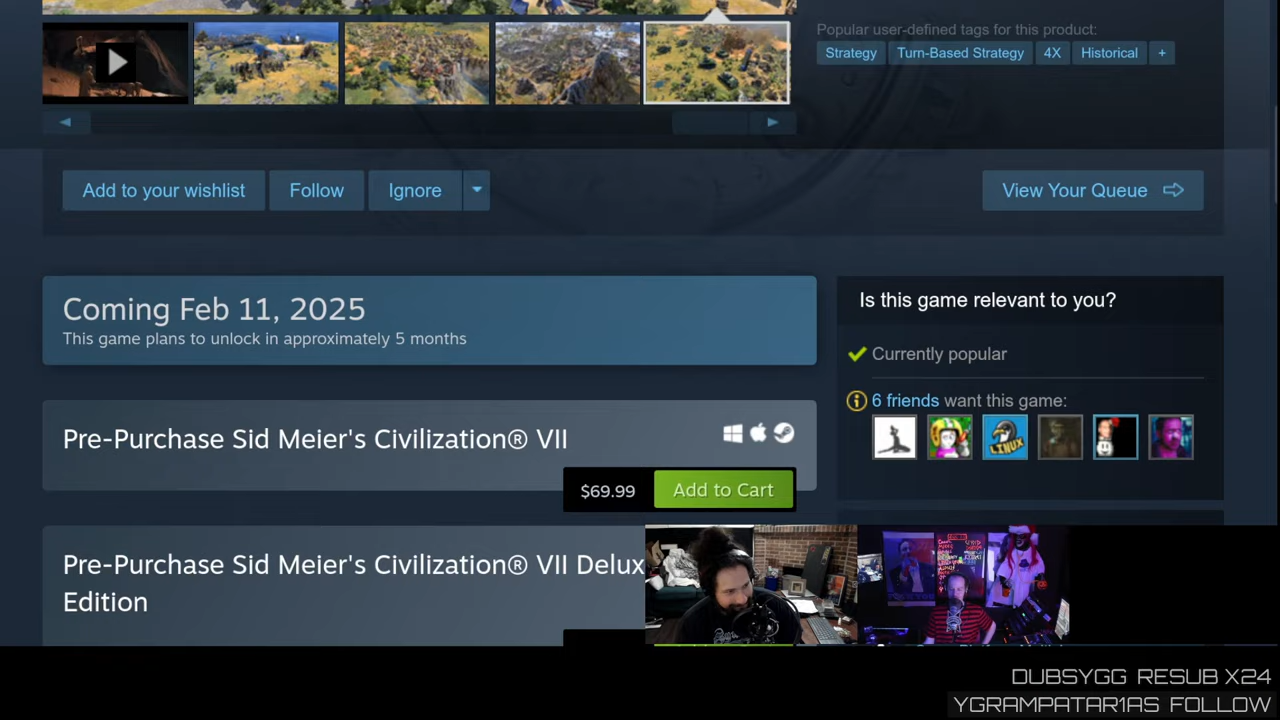 Popular user-defined tags for this product:
Strategy Turn-Based Strategy 4X Historical +
Add to your wishlist Follow Ignore View Your Queue
Coming Feb 11, 2025
This game plans to unlock in approximately 5 months
Is this game relevant to you?
Currently popular
6 friends want this game:
LINUX
Pre-Purchase Sid Meier's Civilization® VII
$69.99 Add to Cart
Pre-Purchase Sid Meier's Civilization® VII Delux
Edition
DUBSYGG RESUB X24
YGRAMPATAR1AS FOLLOW